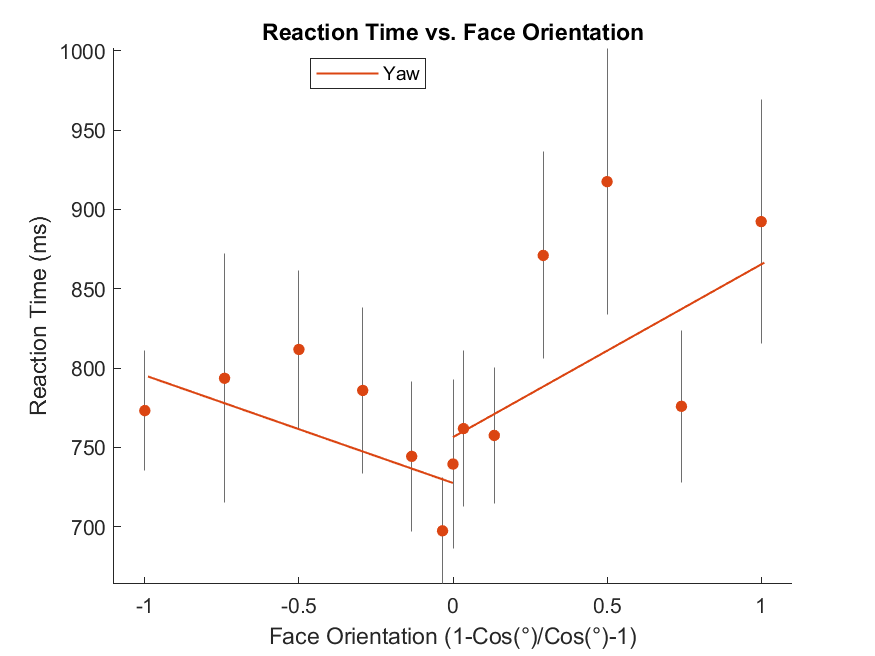 Reaction Time vs. Face Orientation
Yaw
1000
950
900
850
800
750
700
Reaction Time (ms)
-1 -0.5 0 0.5 1
Face Orientation (1-Cos(°)/Cos(°)-1)